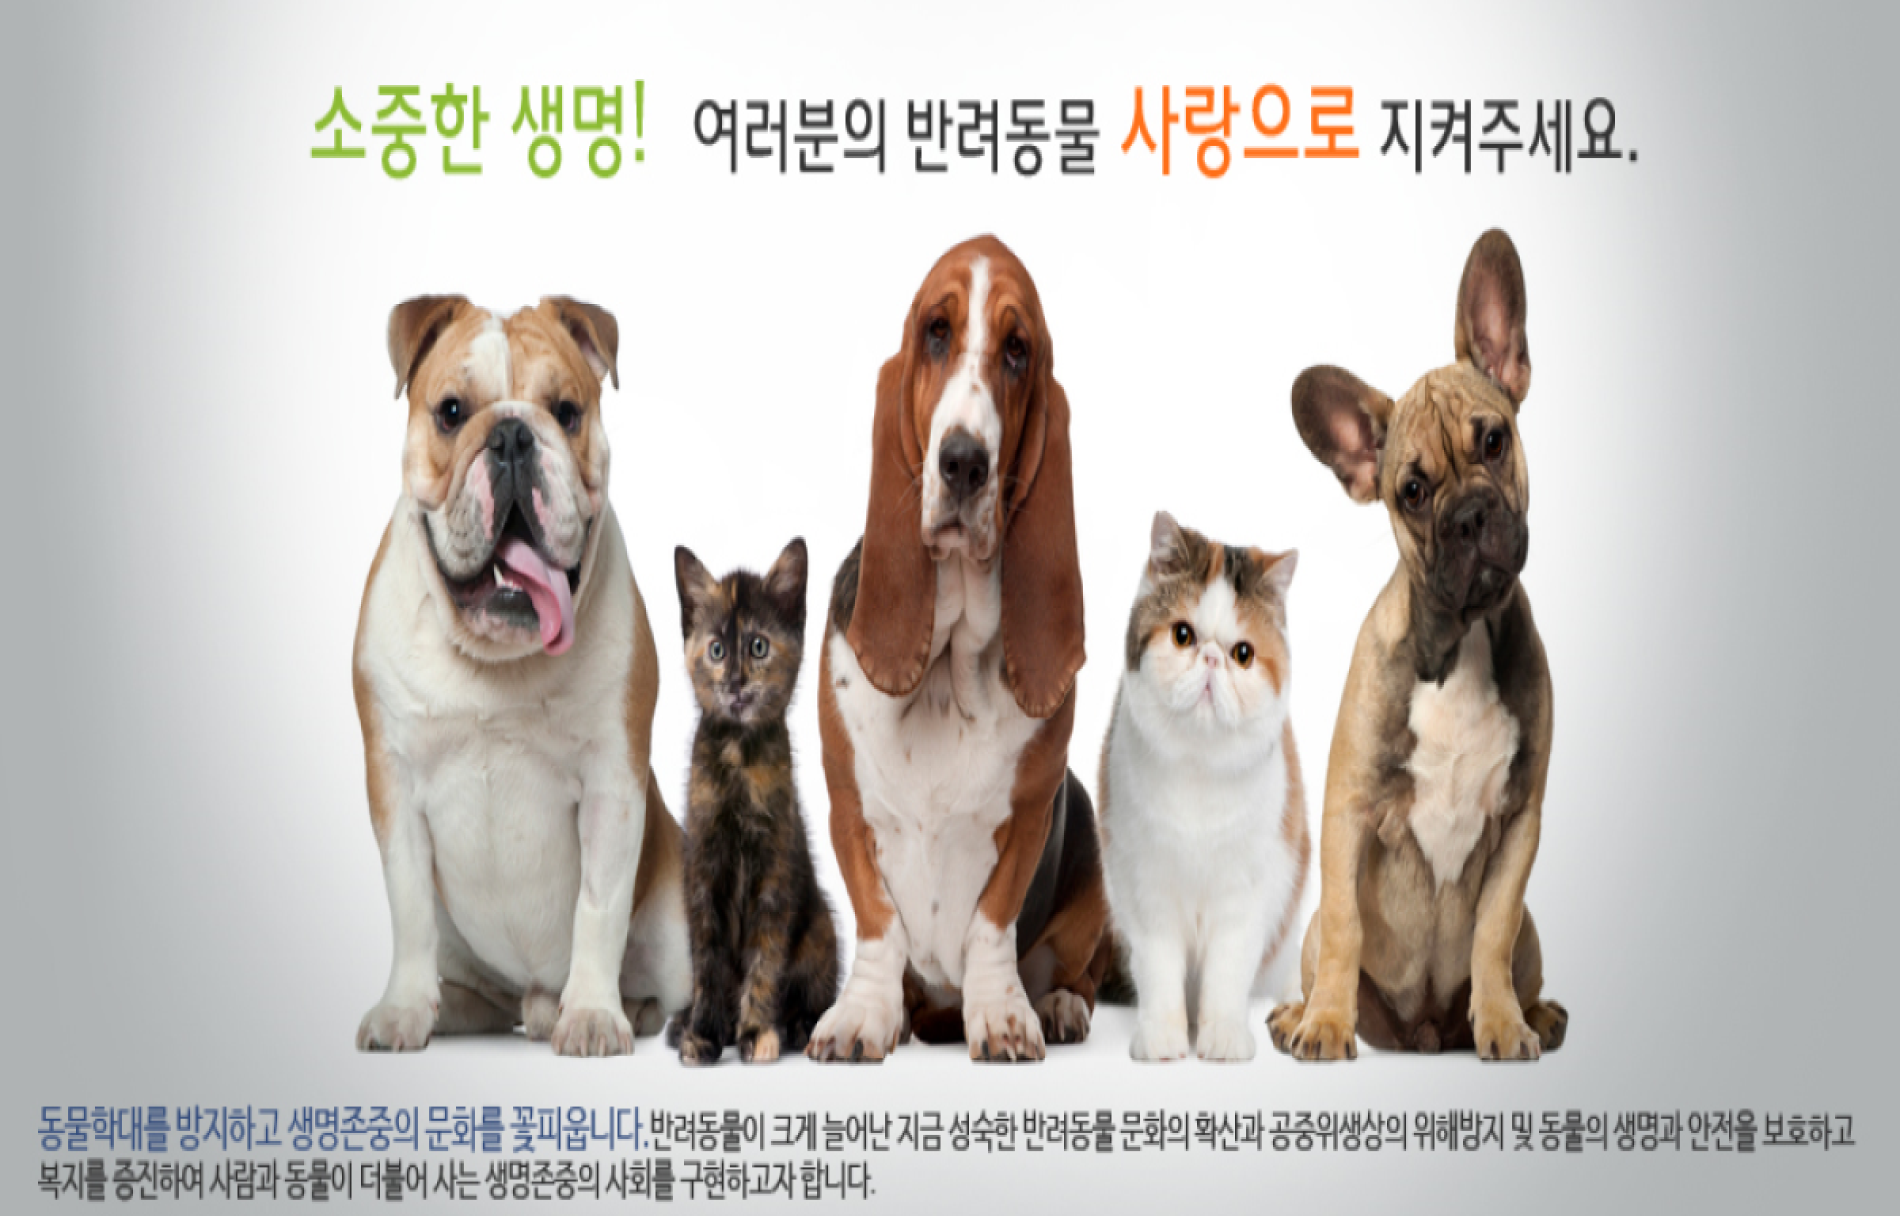 소중한 생명! 여러분의 반려동물 사랑으로 지켜주세요.
동물학대를 방지하고 생명존중의 문화를 꽃피웁니다.반려동물이 크게 늘어난 지금 성숙한 반려동물 문화의 확산과 공중위생상의 위해방지 및 동물의 생명과 안전을 보호하고
복지를 증진하여 사람과 동물이 더불어 사는 생명존중의 사회를 구현하고자 합니다.